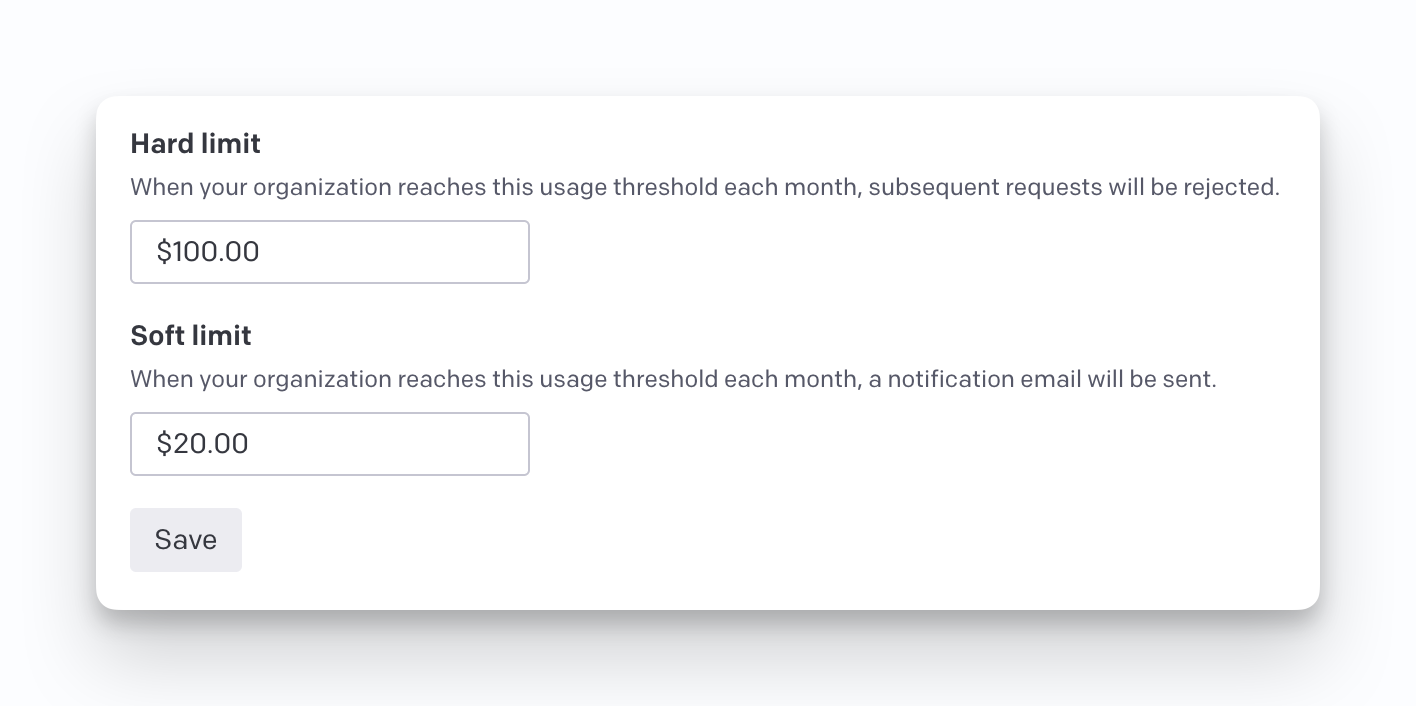 Hard limit
When your organization reaches this usage threshold each month, subsequent requests will be rejected.
$100.00
Soft limit
When your organization reaches this usage threshold each month, a notification email will be sent.
$20.00
Save